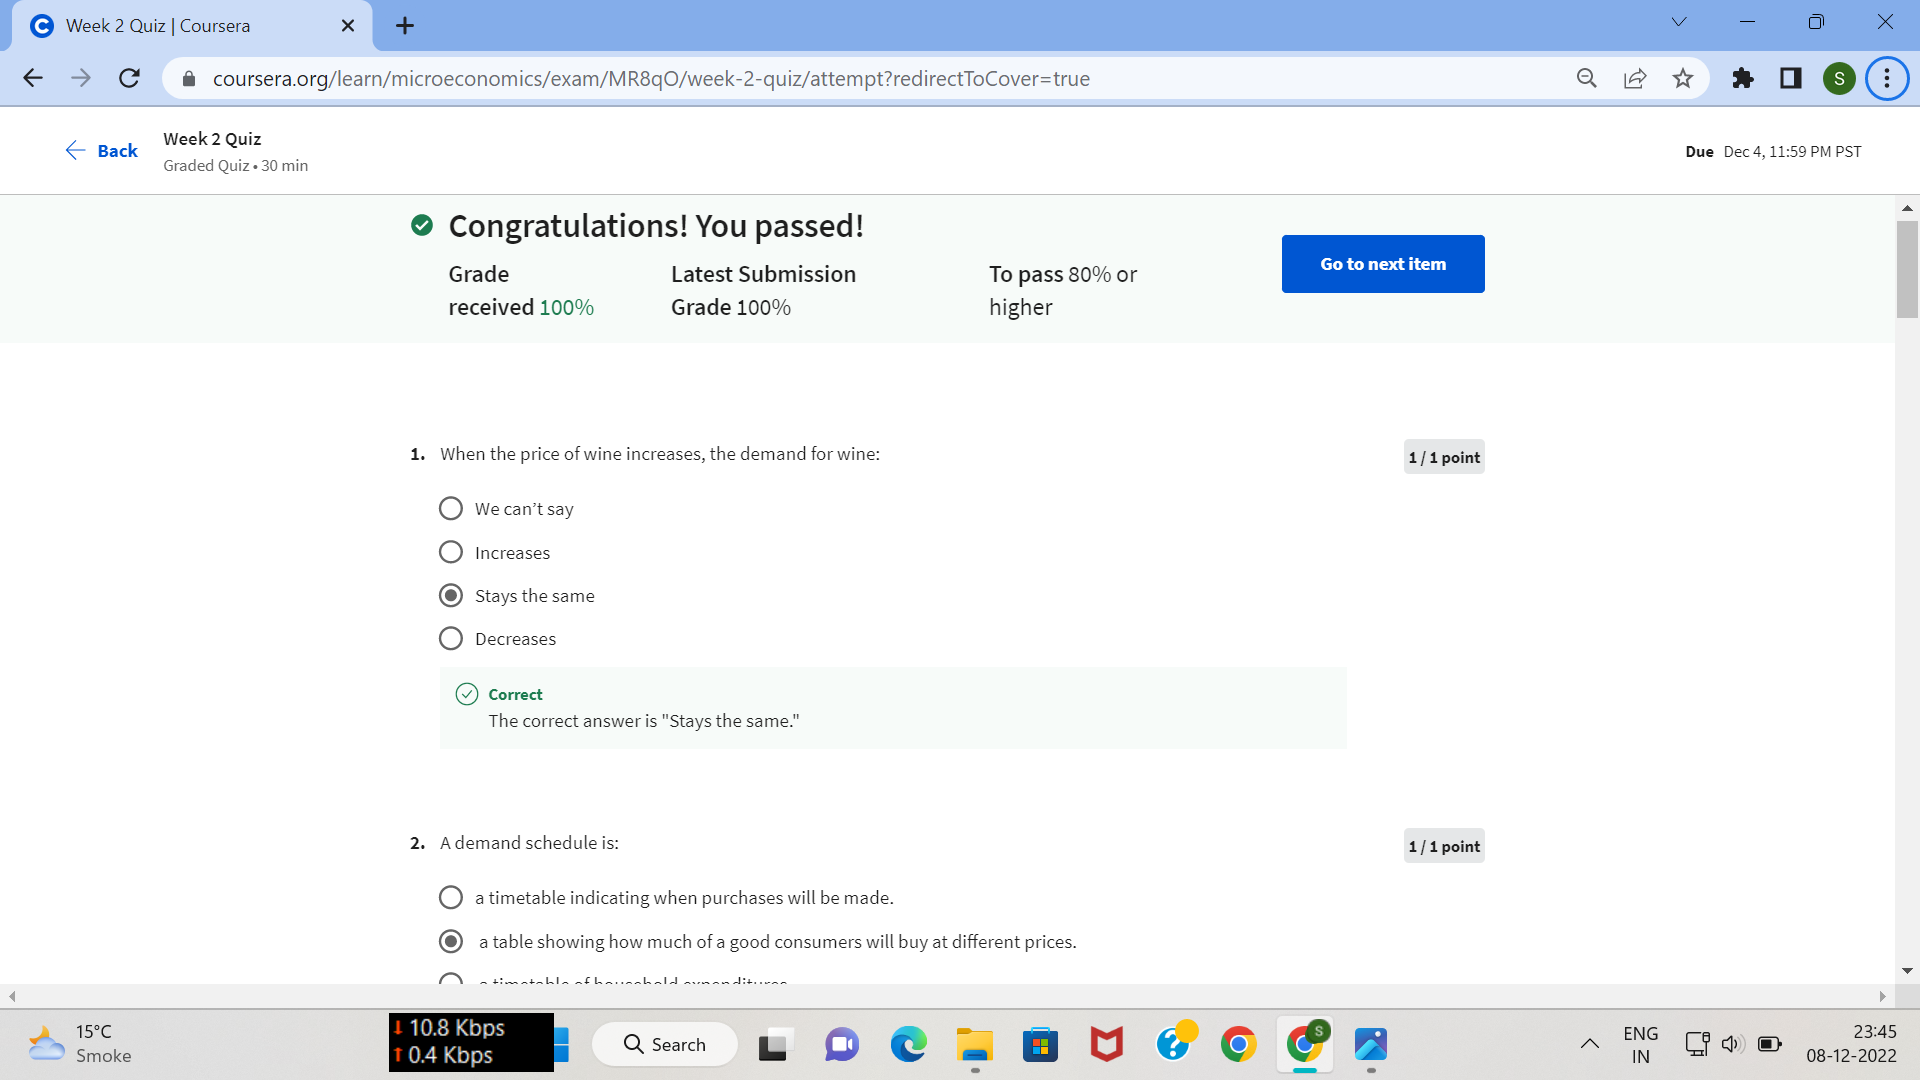 Week 2 Quiz | Coursera
coursera.org/learn/microeconomics/exam/MR8qO/week-2-quiz/attempt?redirectToCover=true
S
Back
Week 2 Quiz
Graded Quiz • 30 min
Due Dec 4, 11:59 PM PST
Congratulations! You passed!
Grade
received 100%
Latest Submission
Grade 100%
To pass 80% or
higher
Go to next item
1. When the price of wine increases, the demand for wine:
1 / 1 point
We can’t say
Increases
Stays the same
Decreases
Correct
The correct answer is "Stays the same."
2. A demand schedule is:
1 / 1 point
a timetable indicating when purchases will be made.
a table showing how much of a good consumers will buy at different prices.
a timetable of household expenditures
15°C
Smoke
10.8 Kbps
0.4 Kbps
Search
S
ENG
IN
23:45
08-12-2022